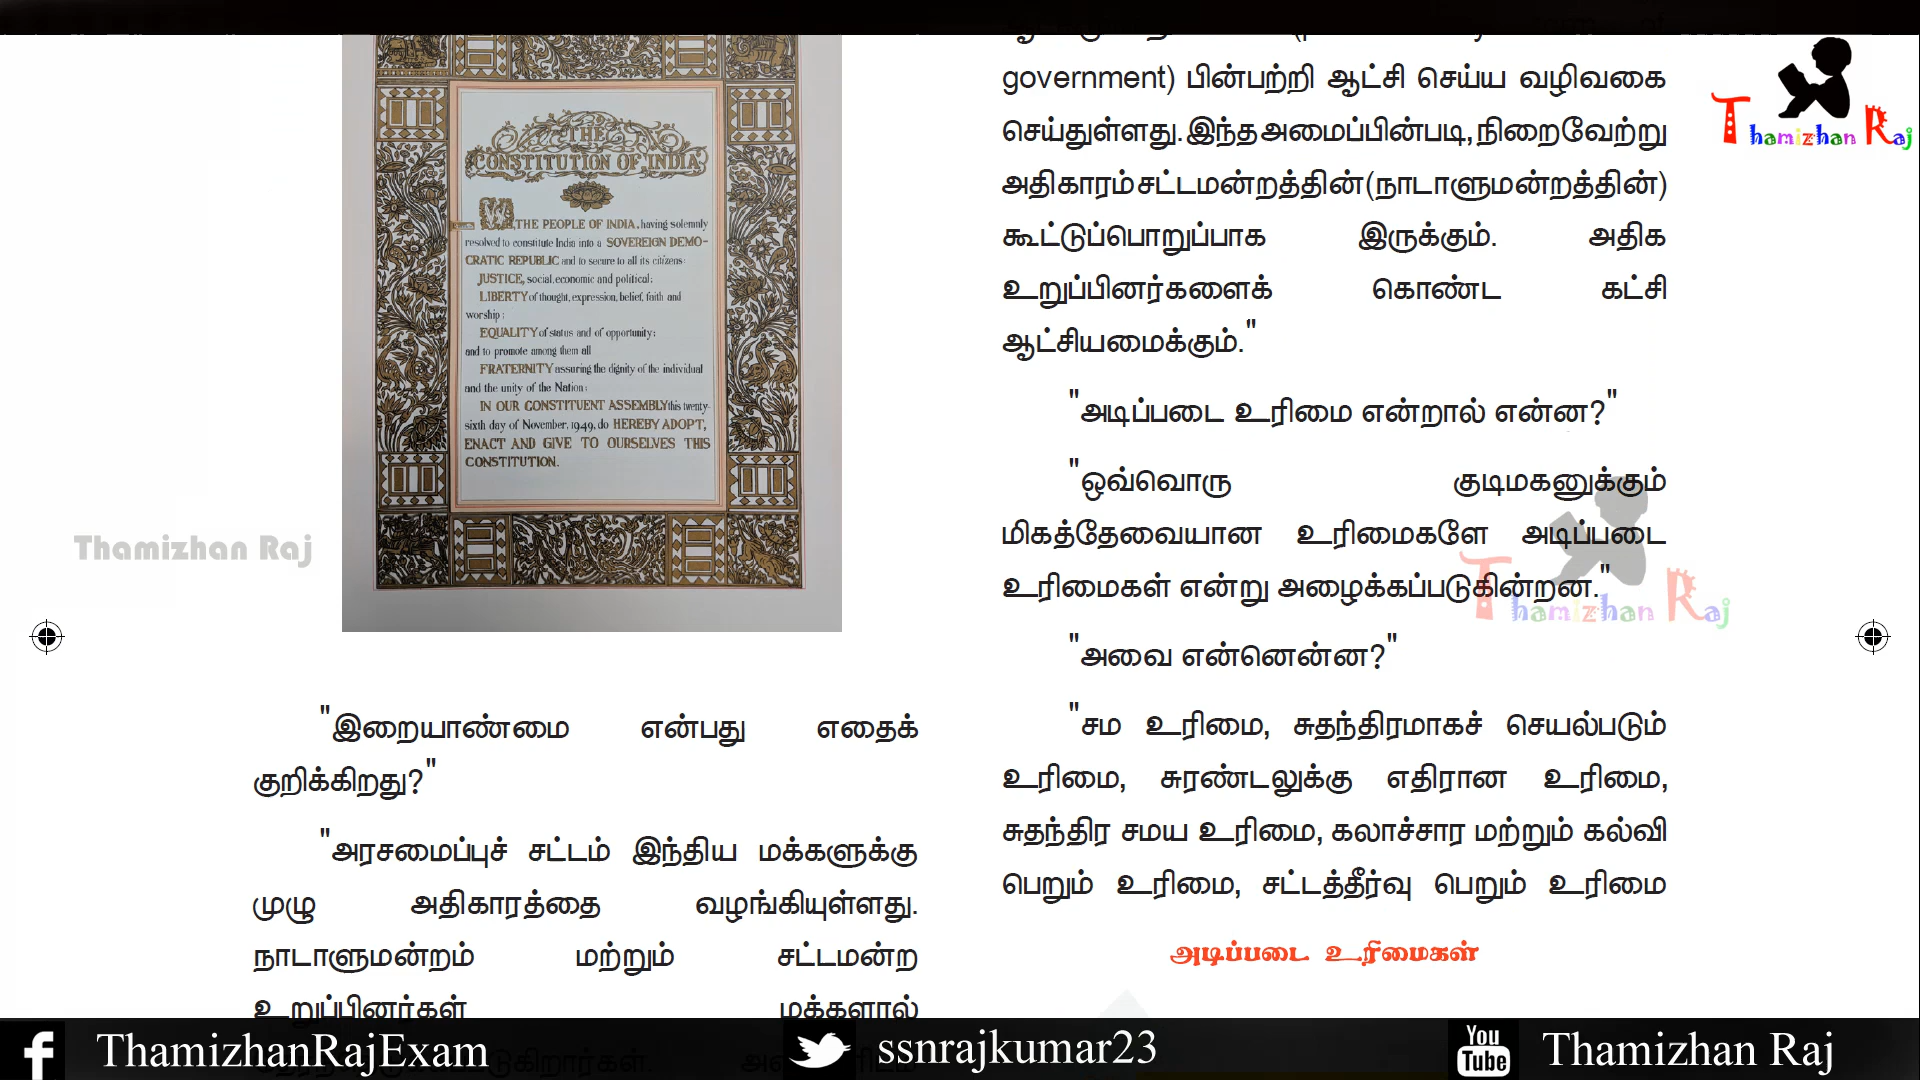 THE
CONSTITUTION OF INDIA
WE, THE PEOPLE OF INDIA, having solemnly
resolved to constitute India into a SOVEREIGN DEMO-
CRATIC REPUBLIC and to secure to all its citizens:
JUSTICE, social, economic and political;
LIBERTY of thought, expression, belief, faith and
worship;
EQUALITY of status and of opportunity;
and to promote among them all
FRATERNITY assuring the dignity of the individual
and the unity of the Nation;
IN OUR CONSTITUENT ASSEMBLY this twenty-
sixth day of November, 1949, do HEREBY ADOPT,
ENACT AND GIVE TO OURSELVES THIS
CONSTITUTION.
Thamizhan Raj
"இறையாண்மை என்பது எதைக்
குறிக்கிறது?"
"அரசமைப்புச் சட்டம் இந்திய மக்களுக்கு
முழு அதிகாரத்தை வழங்கியுள்ளது.
நாடாளுமன்றம் மற்றும் சட்டமன்ற
உறுப்பினர்கள் மக்களால்
government) பின்பற்றி ஆட்சி செய்ய வழிவகை
செய்துள்ளது. இந்த அமைப்பின்படி, நிறைவேற்று
அதிகாரம் சட்டமன்றத்தின் (நாடாளுமன்றத்தின்)
கூட்டுப்பொறுப்பாக இருக்கும். அதிக
உறுப்பினர்களைக் கொண்ட கட்சி
ஆட்சியமைக்கும்."
"அடிப்படை உரிமை என்றால் என்ன?"
"ஒவ்வொரு குடிமகனுக்கும்
மிகத்தேவையான உரிமைகளே அடிப்படை
உரிமைகள் என்று அழைக்கப்படுகின்றன."
"அவை என்னென்ன?"
"சம உரிமை, சுதந்திரமாகச் செயல்படும்
உரிமை, சுரண்டலுக்கு எதிரான உரிமை,
சுதந்திர சமய உரிமை, கலாச்சார மற்றும் கல்வி
பெறும் உரிமை, சட்டத்தீர்வு பெறும் உரிமை
அடிப்படை உரிமைகள்
Thamizhan Raj
Thamizhan Raj
ThamizhanRajExam
ssnrajkumar23
You
Tube
Thamizhan Raj